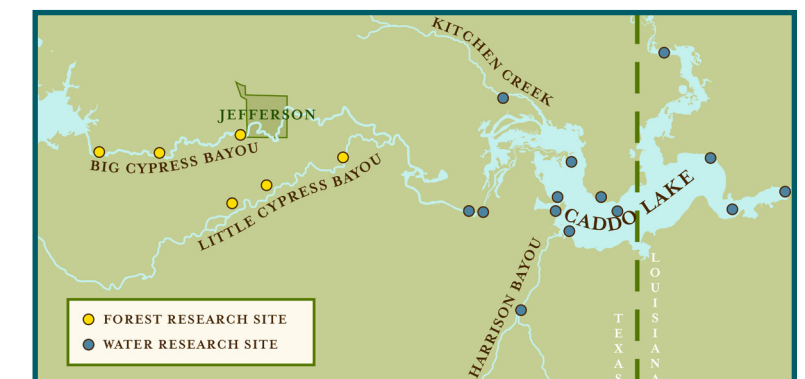 KITCHEN CREEK
JEFFERSON
BIG CYPRESS BAYOU
LITTLE CYPRESS BAYOU
CADDO LAKE
HARRISON BAYOU
TEXAS
LOUISIANA
FOREST RESEARCH SITE
WATER RESEARCH SITE